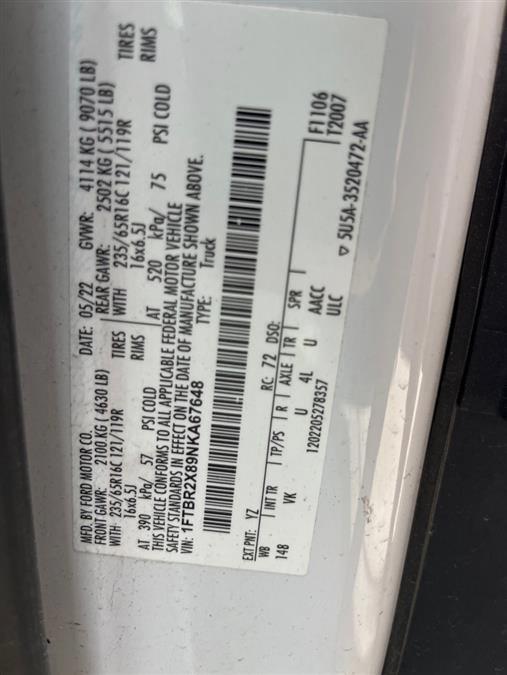 MFD. BY FORD MOTOR CO.
DATE: 05/22 GVWR: 4114 KG ( 9070 LB)
FRONT GAWR: 2100 KG ( 4630 LB) REAR GAWR: 2502 KG ( 5515 LB)
WITH 235/65R16C 121/119R TIRES WITH 235/65R16C 121/119R TIRES
16x6.5J RIMS 16x6.5J RIMS
AT 390 kPa/ 57 PSI COLD AT 520 kPa/ 75 PSI COLD
THIS VEHICLE CONFORMS TO ALL APPLICABLE FEDERAL MOTOR VEHICLE
SAFETY STANDARDS IN EFFECT ON THE DATE OF MANUFACTURE SHOWN ABOVE.
VIN: 1FTBR2X89NKA67648 TYPE: Truck
EXT PNT: YZ RC: 72 DSO: F1106
WB INT TR TP/PS R AXLE TR SPR T2007
148 VK U 4L U AACC
ULC
1202205278357 ▽ 5U5A-3520472-AA